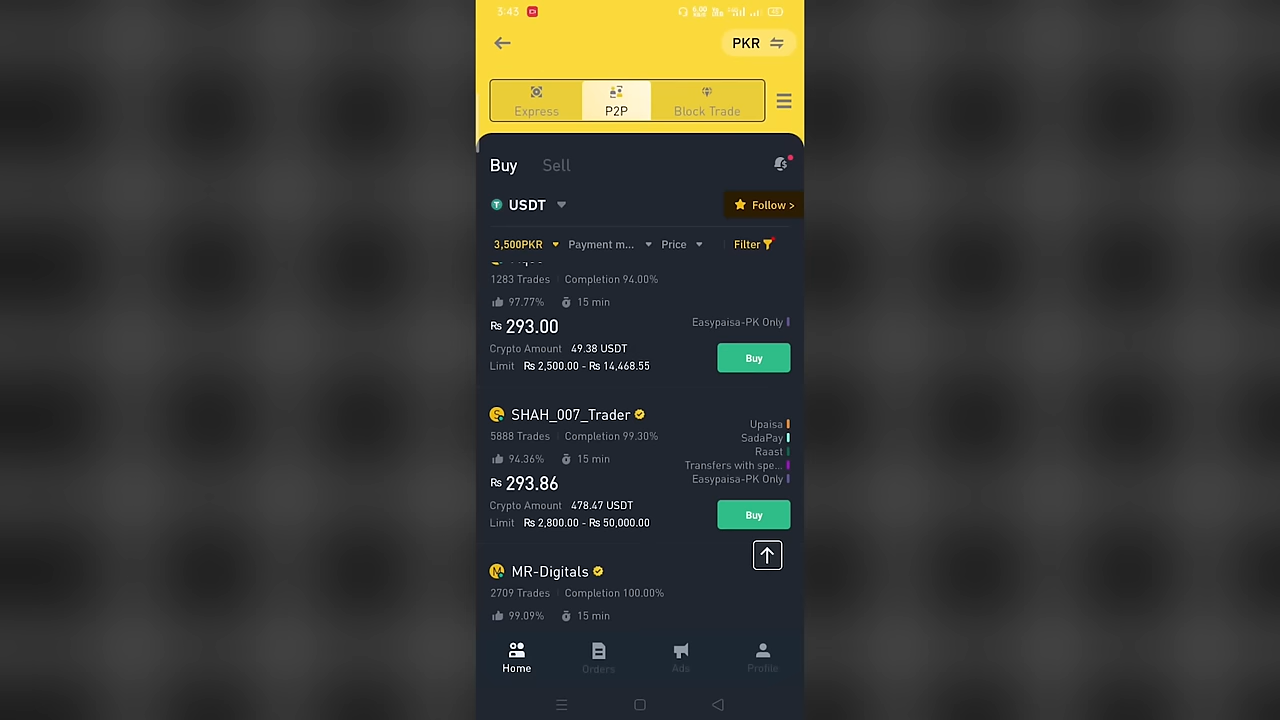 3:43
PKR
Express
P2P
Block Trade
Buy
Sell
USDT
Follow >
3,500PKR
Payment m...
Price
Filter
1283 Trades
Completion 94.00%
97.77%
15 min
₨ 293.00
Easypaisa-PK Only
Crypto Amount 49.38 USDT
Limit ₨ 2,500.00 - ₨ 14,468.55
Buy
SHAH_007_Trader
5888 Trades
Completion 99.30%
94.36%
15 min
Upaisa
SadaPay
Raast
Transfers with spe...
Easypaisa-PK Only
₨ 293.86
Crypto Amount 478.47 USDT
Limit ₨ 2,800.00 - ₨ 50,000.00
Buy
MR-Digitals
2709 Trades
Completion 100.00%
99.09%
15 min
Home
Orders
Ads
Profile